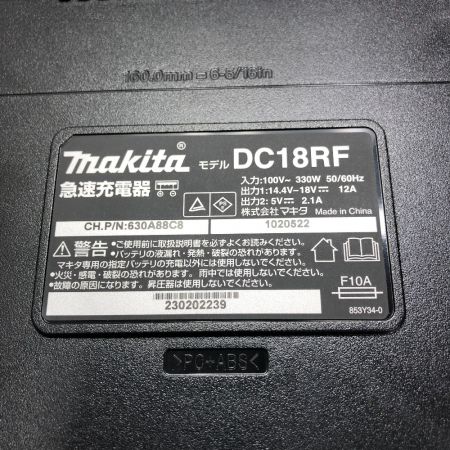 160.0mm=6-5/16in
makita® モデル DC18RF
急速充電器
入力:100V~ 330W 50/60Hz
出力1:14.4V⎓18V⎓ 12A
出力2:5V⎓ 2.1A
株式会社マキタ Made in China
CH.P/N:630A88C8 1020522
⚠警告 •ご使用前に取扱説明書を必ずよくお読みください。
•バッテリの液漏れ・発熱・破裂の恐れがあります。
マキタ専用の指定バッテリの充電以外には使用しないでください。
•火災・感電・破裂の恐れあり。雨中では使用しないでください。
•故障の原因になります。昇圧器は使用しないでください。
F10A
230202239
853Y34-0
>PC+ABS<